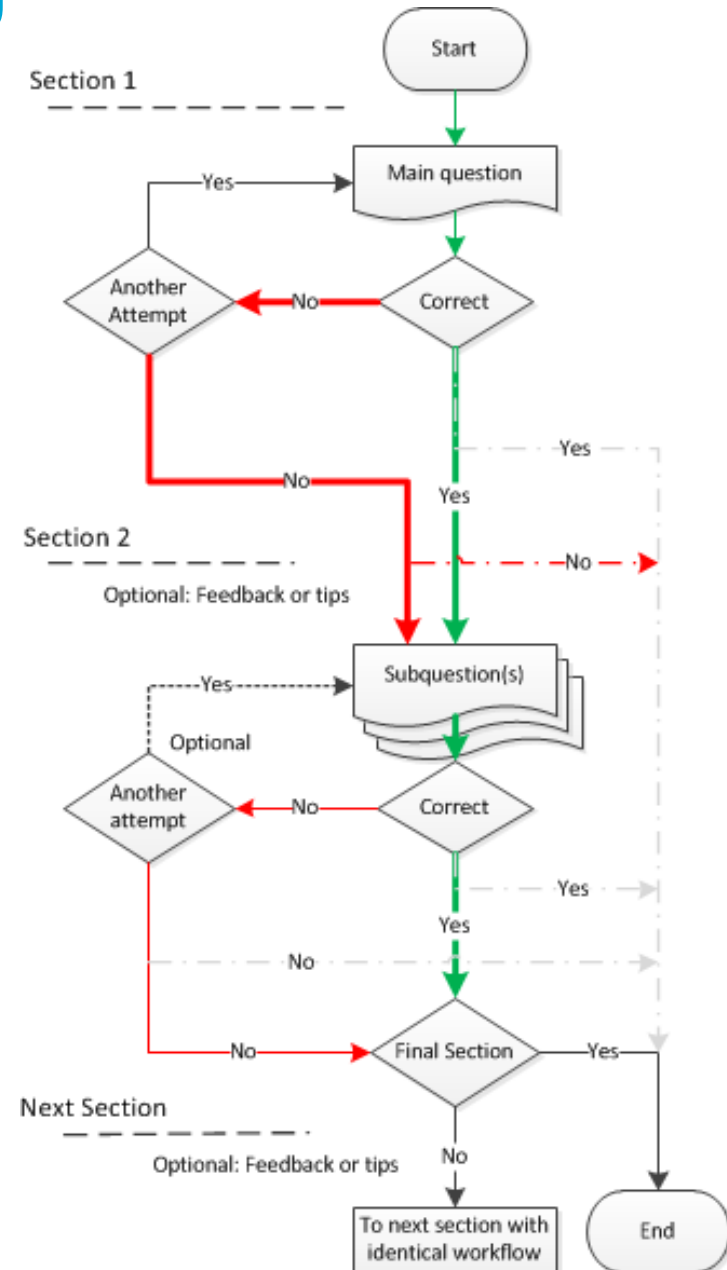 Start
Section 1
Main question
Yes
Another
Attempt
No
Correct
Yes
No
Yes
Section 2
No
Optional: Feedback or tips
Subquestion(s)
Yes
Optional
Another
attempt
No
Correct
Yes
Yes
No
No
Final Section
Yes
Next Section
No
Optional: Feedback or tips
To next section with
identical workflow
End